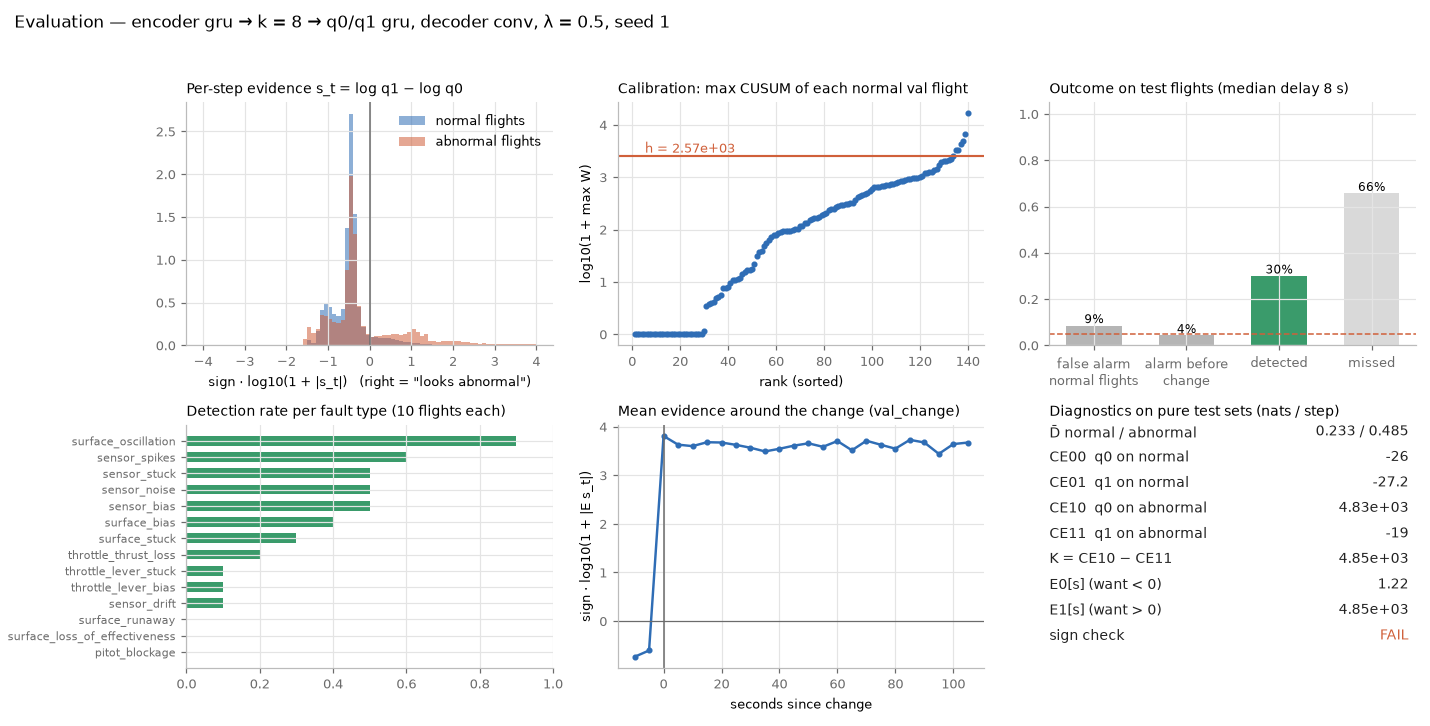 Evaluation — encoder gru → k = 8 → q0/q1 gru, decoder conv, λ = 0.5, seed 1
Per-step evidence s_t = log q1 − log q0
normal flights
abnormal flights
2.5
2.0
1.5
1.0
0.5
0.0
−4
−3
−2
−1
0
1
2
3
4
sign · log10(1 + |s_t|)   (right = "looks abnormal")
Calibration: max CUSUM of each normal val flight
h = 2.57e+03
log10(1 + max W)
4
3
2
1
0
0
20
40
60
80
100
120
140
rank (sorted)
Outcome on test flights (median delay 8 s)
1.0
0.8
0.6
0.4
0.2
0.0
9%
4%
30%
66%
false alarm
normal flights
alarm before
change
detected
missed
Detection rate per fault type (10 flights each)
surface_oscillation
sensor_spikes
sensor_stuck
sensor_noise
sensor_bias
surface_bias
surface_stuck
throttle_thrust_loss
throttle_lever_stuck
throttle_lever_bias
sensor_drift
surface_runaway
surface_loss_of_effectiveness
pitot_blockage
0.0
0.2
0.4
0.6
0.8
1.0
Mean evidence around the change (val_change)
sign · log10(1 + |E s_t|)
4
3
2
1
0
0
20
40
60
80
100
seconds since change
Diagnostics on pure test sets (nats / step)
D̄ normal / abnormal 0.233 / 0.485
CE00  q0 on normal -26
CE01  q1 on normal -27.2
CE10  q0 on abnormal 4.83e+03
CE11  q1 on abnormal -19
K = CE10 − CE11 4.85e+03
E0[s] (want < 0) 1.22
E1[s] (want > 0) 4.85e+03
sign check FAIL